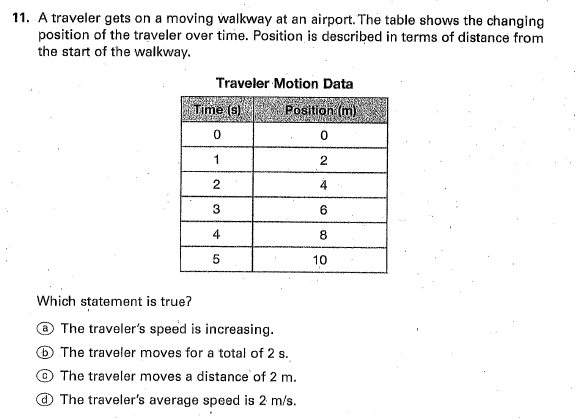 11. A traveler gets on a moving walkway at an airport. The table shows the changing
position of the traveler over time. Position is described in terms of distance from
the start of the walkway.
Traveler Motion Data
Time (s) Position (m)
0 0
1 2
2 4
3 6
4 8
5 10
Which statement is true?
a The traveler's speed is increasing.
b The traveler moves for a total of 2 s.
c The traveler moves a distance of 2 m.
d The traveler's average speed is 2 m/s.